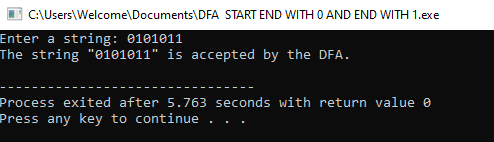 C:\Users\Welcome\Documents\DFA  START END WITH 0 AND END WITH 1.exe
Enter a string: 0101011
The string "0101011" is accepted by the DFA.
--------------------------------
Process exited after 5.763 seconds with return value 0
Press any key to continue . . .